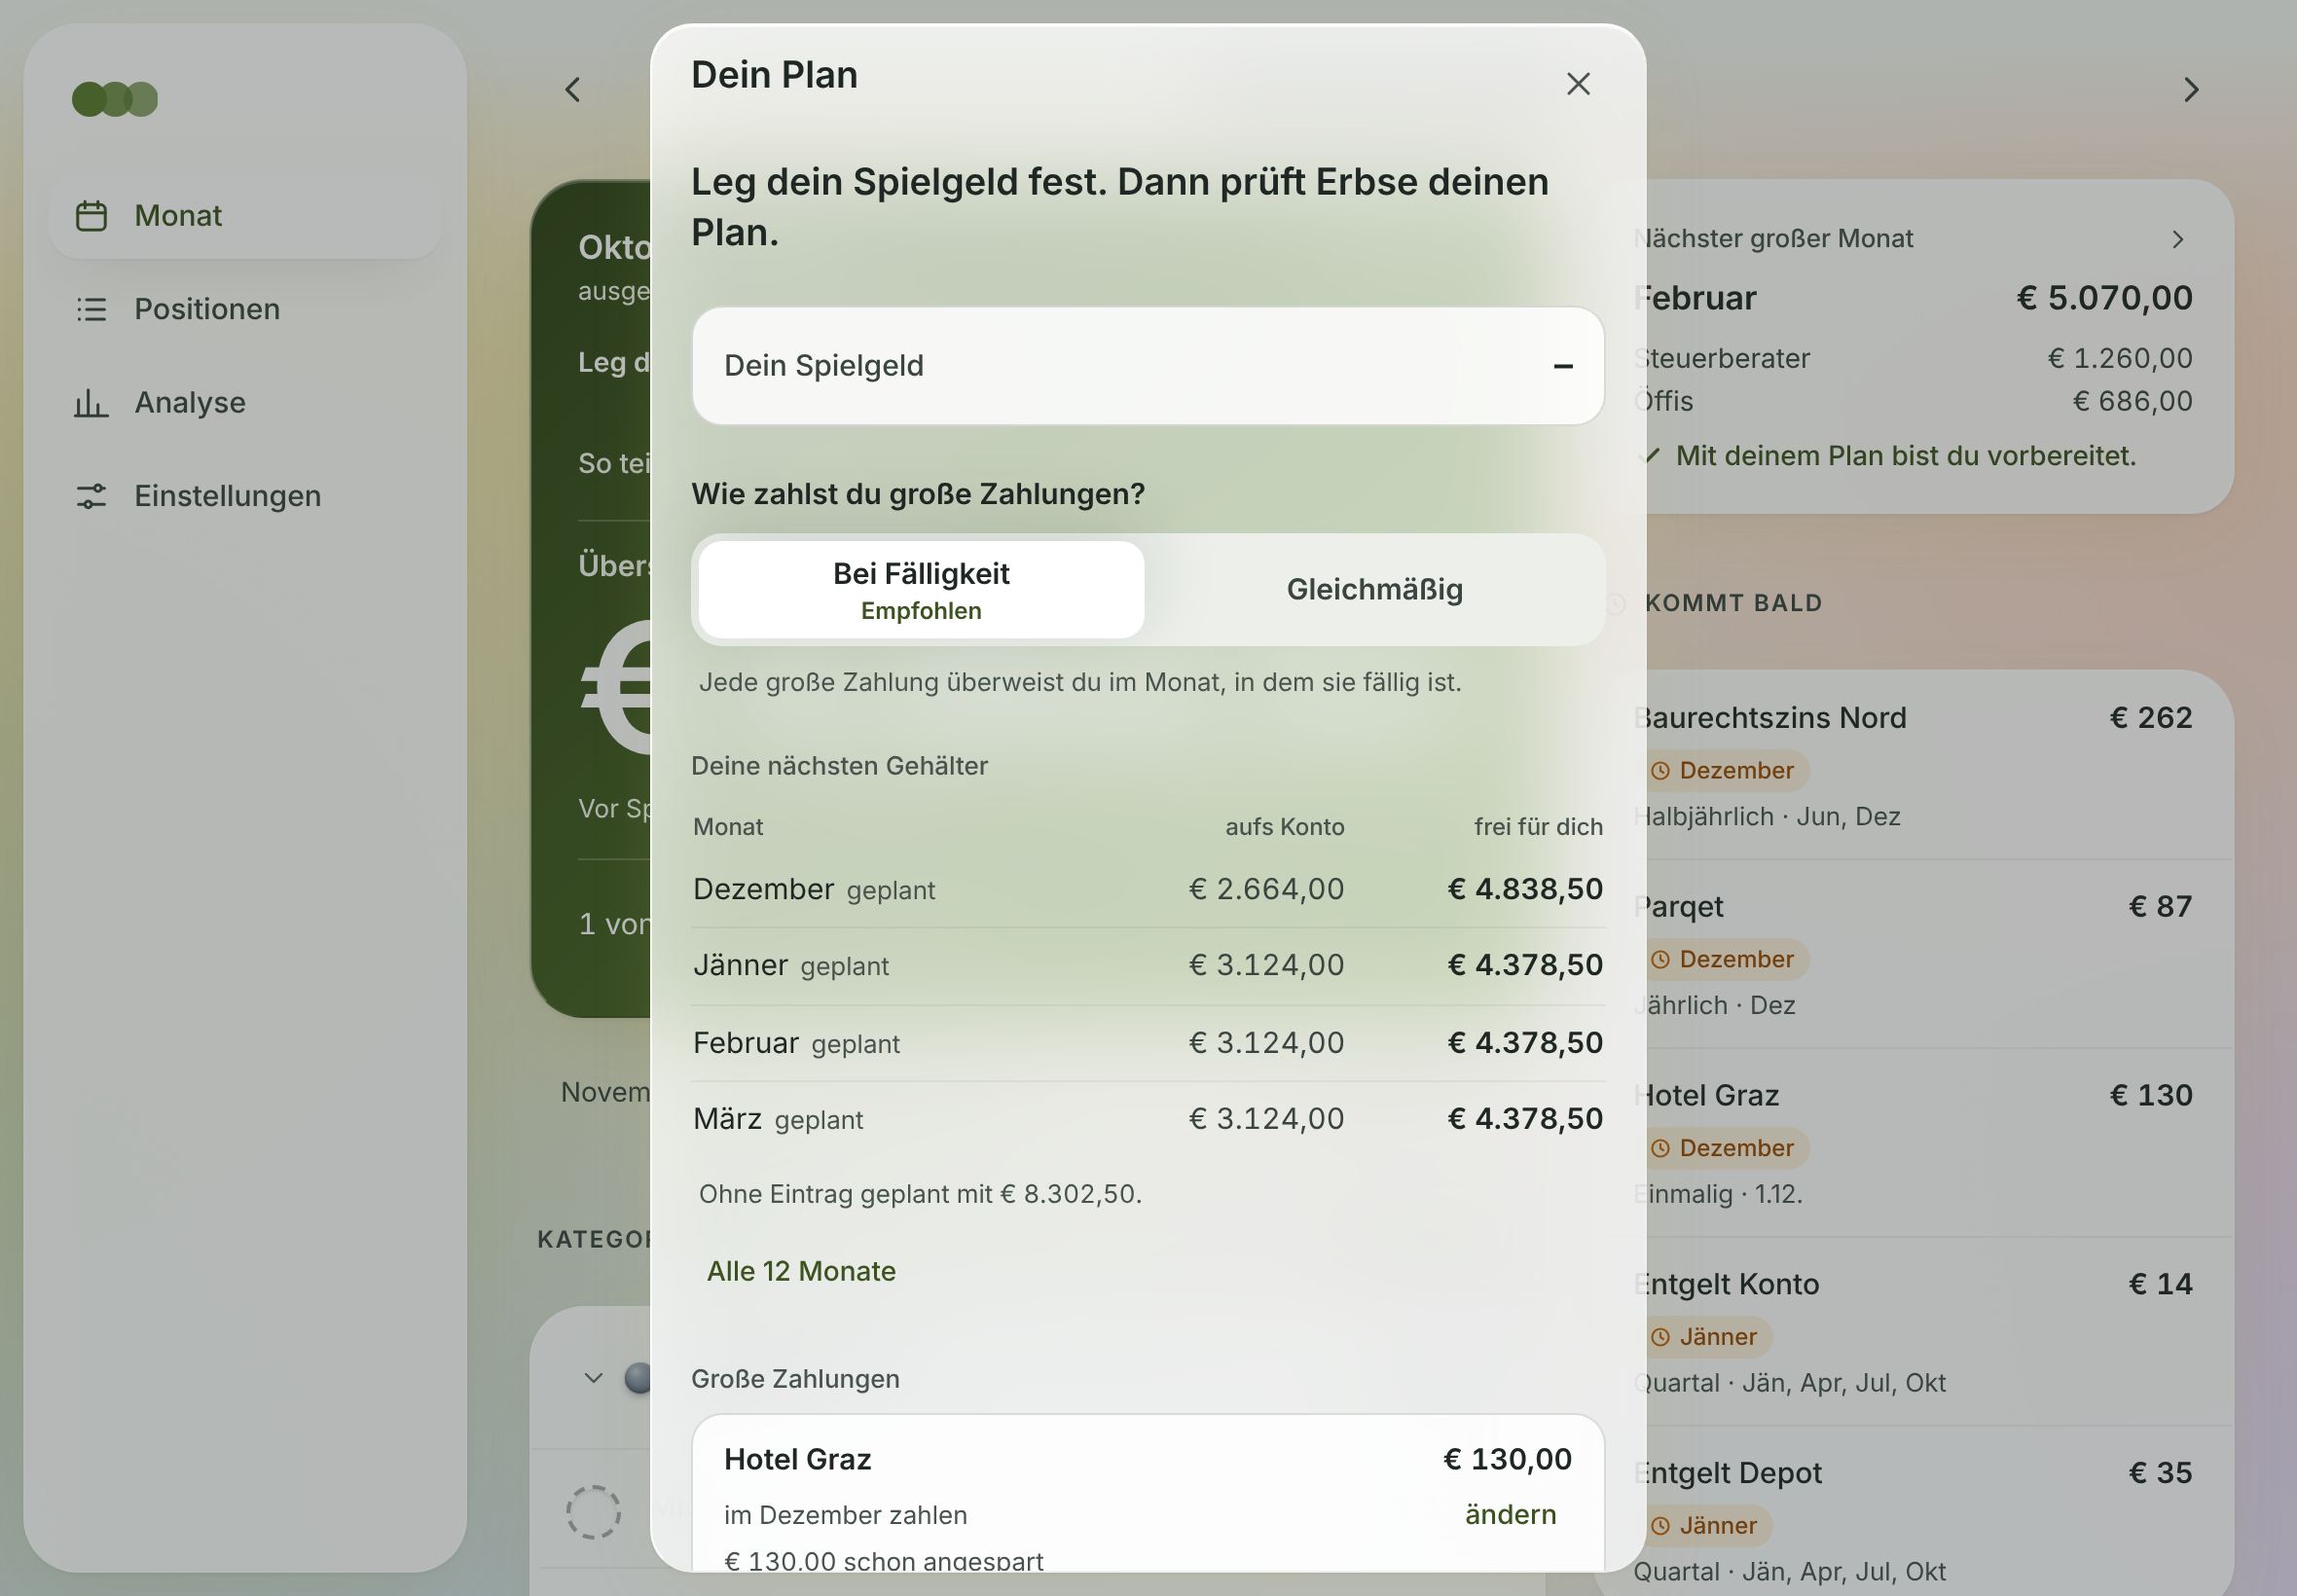 Monat
Positionen
Analyse
Einstellungen
Dein Plan
Leg dein Spielgeld fest. Dann prüft Erbse deinen
Plan.
Dein Spielgeld –
Wie zahlst du große Zahlungen?
Bei Fälligkeit
Empfohlen
Gleichmäßig
Jede große Zahlung überweist du im Monat, in dem sie fällig ist.
Deine nächsten Gehälter
Monat aufs Konto frei für dich
Dezember geplant € 2.664,00 € 4.838,50
Jänner geplant € 3.124,00 € 4.378,50
Februar geplant € 3.124,00 € 4.378,50
März geplant € 3.124,00 € 4.378,50
Ohne Eintrag geplant mit € 8.302,50.
Alle 12 Monate
Große Zahlungen
Hotel Graz € 130,00
im Dezember zahlen ändern
€ 130,00 schon angespart
Okto
ausge
Leg d
So tei
Übers
€
Vor Sp
1 von
Novem
KATEGOR
Nächster großer Monat
Februar € 5.070,00
Steuerberater € 1.260,00
Öffis € 686,00
Mit deinem Plan bist du vorbereitet.
KOMMT BALD
Baurechtszins Nord € 262
Dezember
Halbjährlich · Jun, Dez
Parqet € 87
Dezember
Jährlich · Dez
Hotel Graz € 130
Dezember
Einmalig · 1.12.
Entgelt Konto € 14
Jänner
Quartal · Jän, Apr, Jul, Okt
Entgelt Depot € 35
Jänner
Quartal · Jän, Apr, Jul, Okt